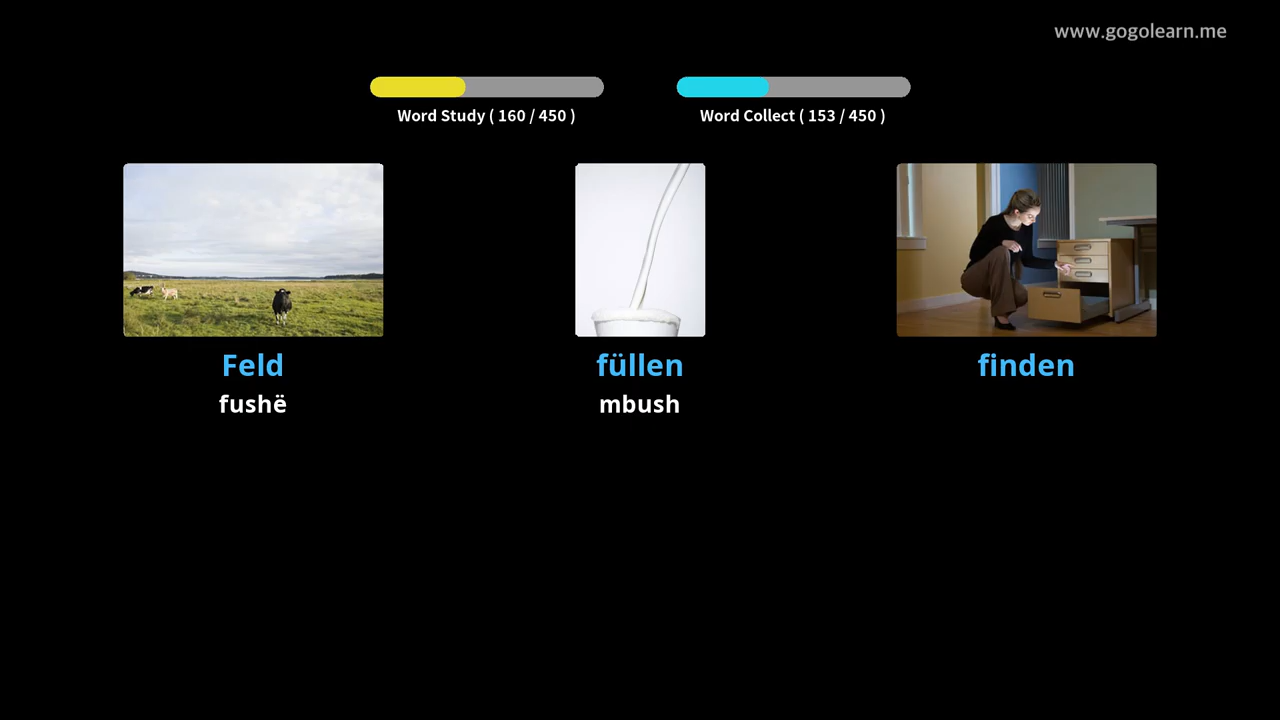 www.gogolearn.me
Word Study ( 160 / 450 )
Word Collect ( 153 / 450 )
Feld
füllen
finden
fushë
mbush